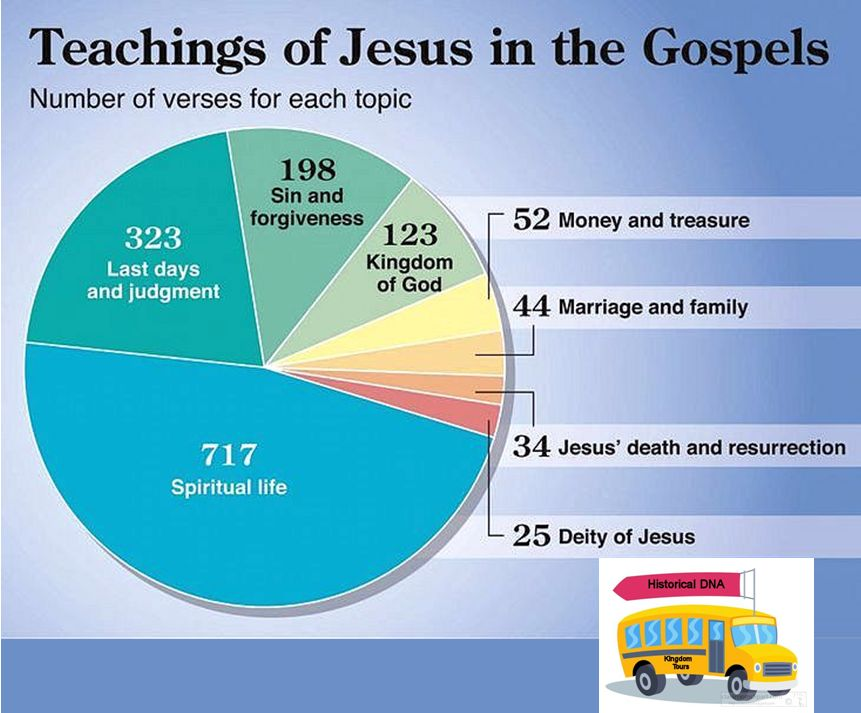 Teachings of Jesus in the Gospels
Number of verses for each topic
198
Sin and
forgiveness
323
Last days
and judgment
123
Kingdom
of God
52 Money and treasure
44 Marriage and family
34 Jesus’ death and resurrection
25 Deity of Jesus
717
Spiritual life
Historical DNA
Kingdom
Tours